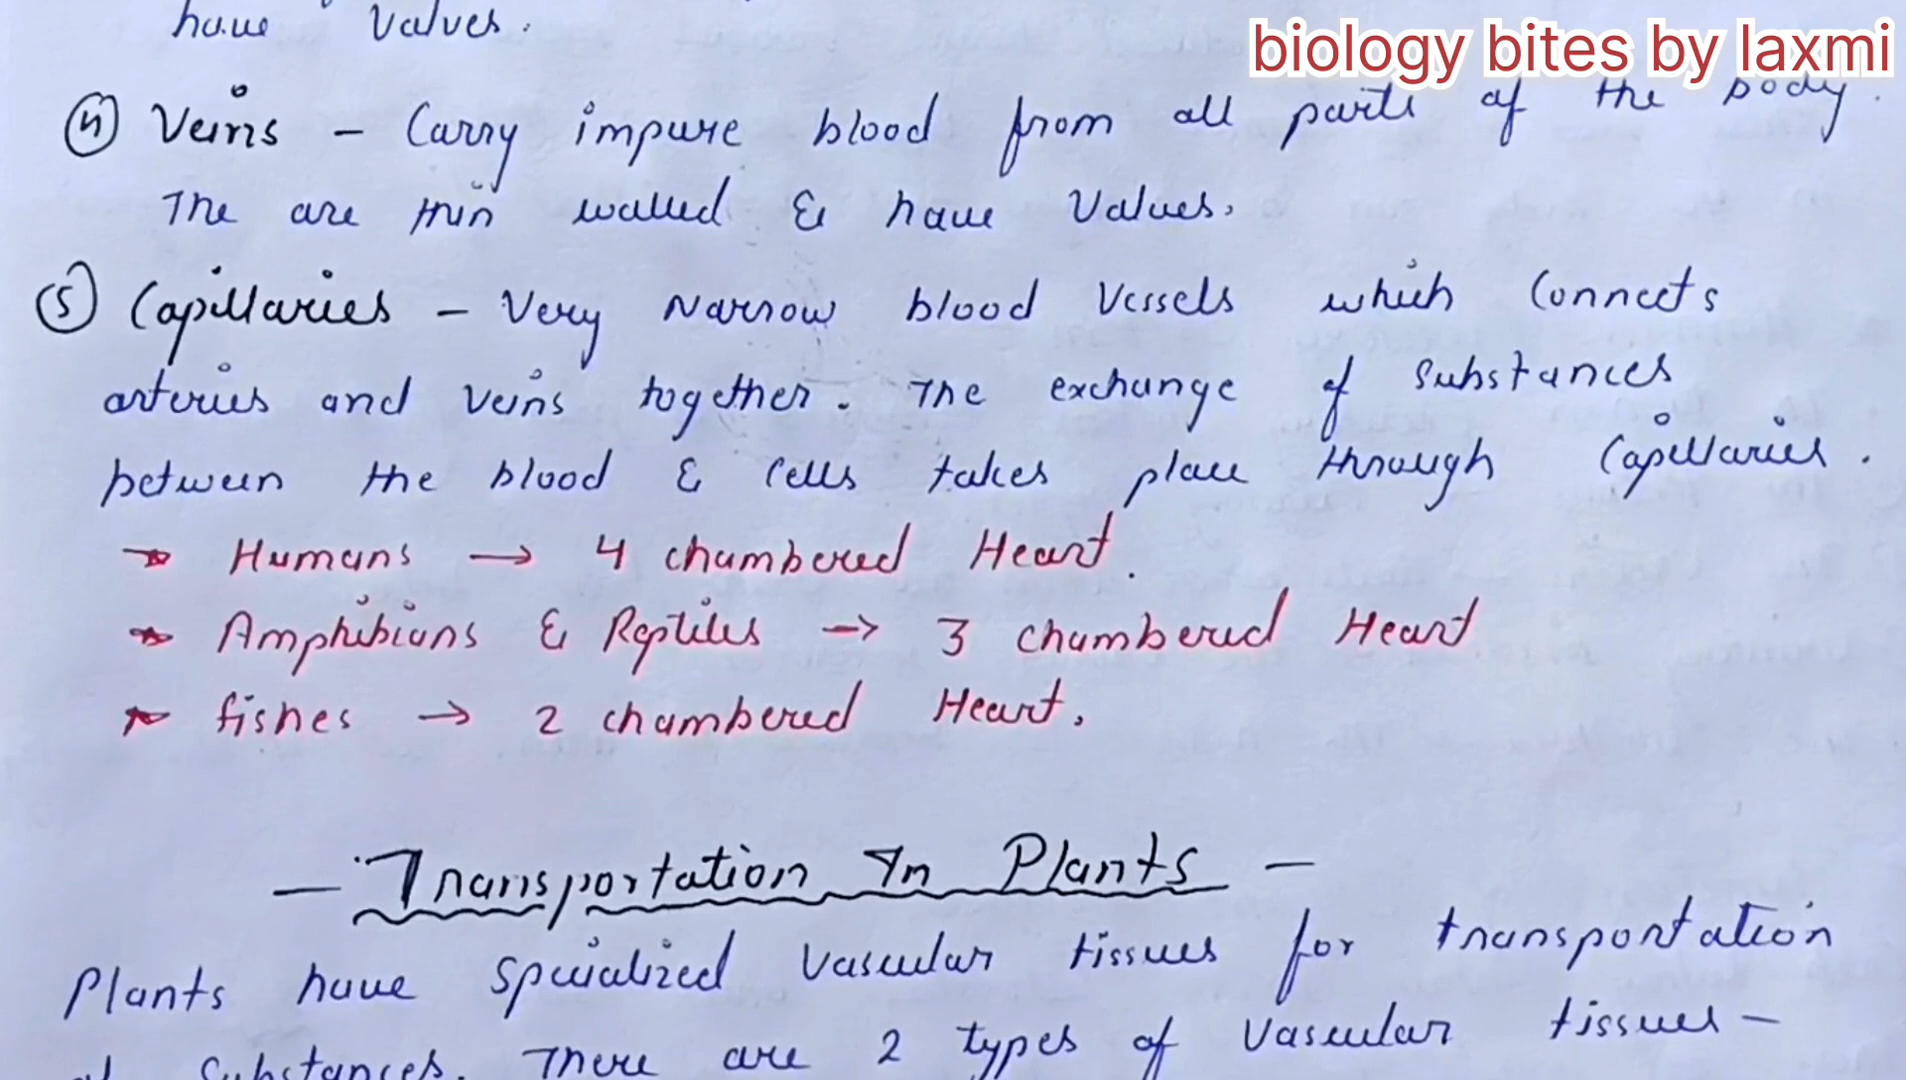 have valves.
biology bites by laxmi
(4) Veins - Carry impure blood from all parts of the body.
The are thin walled & have valves.
(5) Capillaries - Very Narrow blood vessels which connects
arteries and veins together. The exchange of substances
between the blood & cells takes place through Capillaries.
→ Humans → 4 chambered Heart.
→ Amphibians & Reptiles → 3 chambered Heart
→ fishes → 2 chambered Heart.
- Transportation In Plants -
Plants have specialized vascular tissues for transportation
of substances. There are 2 types of vascular tissues -